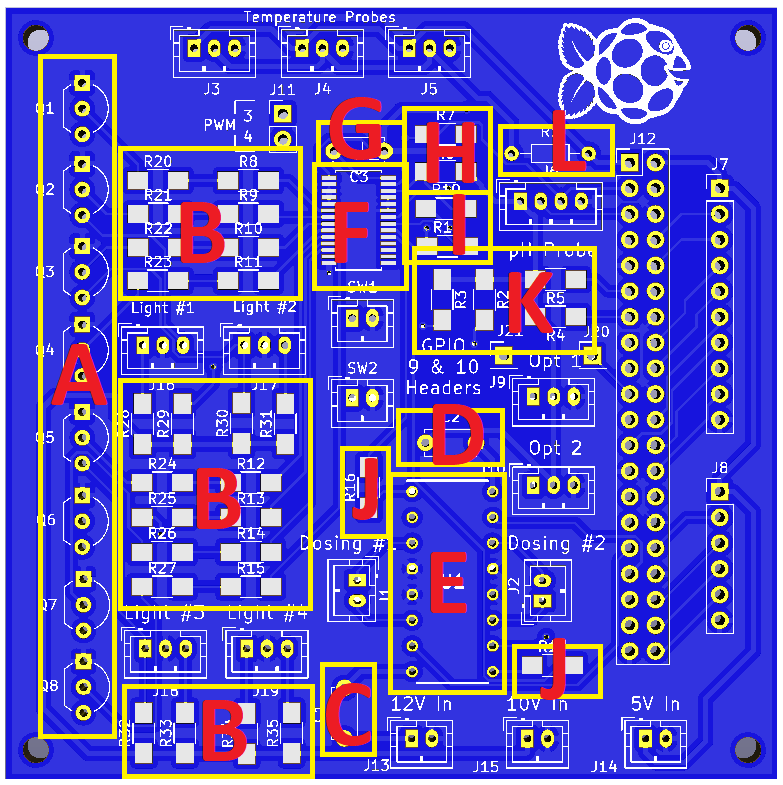 Temperature Probes
J3
J4
J5
J11
PWM
3
4
Q1
Q2
Q3
Q4
Q5
Q6
Q7
Q8
A
R20
R8
R21
R9
R22
R10
R23
R11
B
G
C3
F
R7
H
I
L
J12
J7
pH Probe
Light #1
Light #2
J16
J17
SW1
SW2
R3
R2
R5
R4
K
J21
J20
GPIO
9 & 10
Headers
J9
Opt 1
Opt 2
R29
R30
R31
R24
R12
R25
R13
R26
R14
R27
R15
B
D
R16
J
E
J8
Dosing #1
Dosing #2
J2
Light #3
Light #4
J18
J19
R32
R33
R35
B
C
J
12V In
10V In
5V In
J13
J15
J14